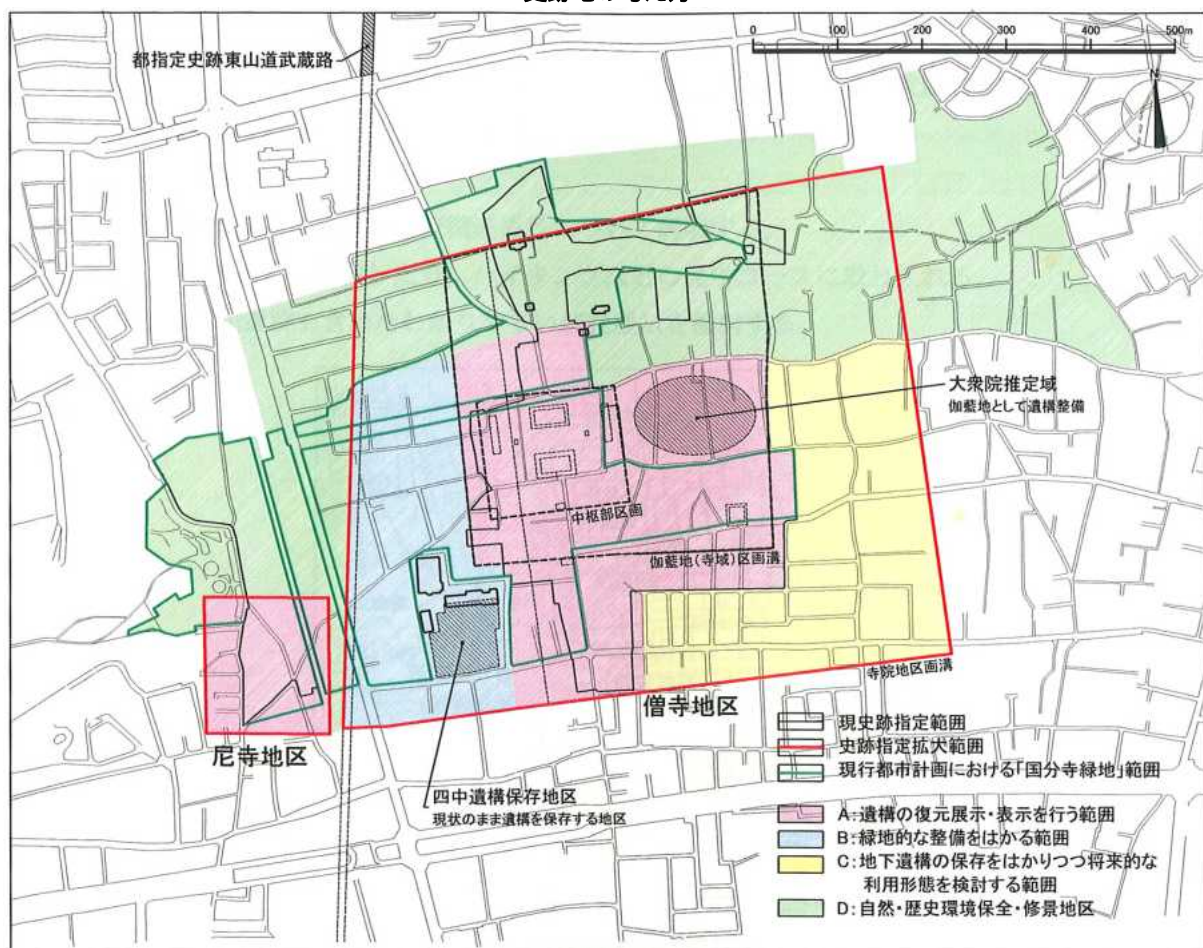 都指定史跡東山道武蔵路
0 100 200 300 400 500m
N
大衆院推定域
伽藍地として遺構整備
中枢部区画
伽藍地(寺域)区画溝
寺院地区画溝
僧寺地区
尼寺地区
四中遺構保存地区
現状のまま遺構を保存する地区
現史跡指定範囲
史跡指定拡大範囲
現行都市計画における「国分寺緑地」範囲
A:遺構の復元展示・表示を行う範囲
B:緑地的な整備をはかる範囲
C:地下遺構の保存をはかりつつ将来的な
利用形態を検討する範囲
D:自然・歴史環境保全・修景地区